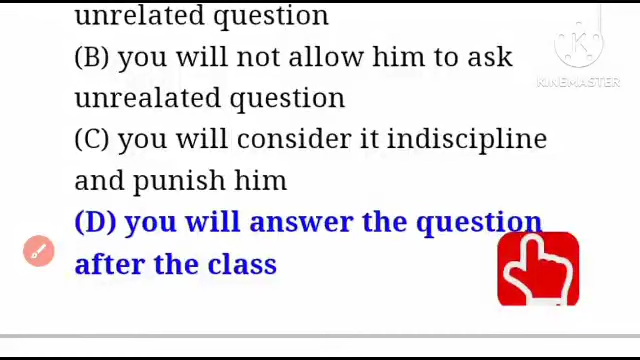 unrelated question
(B) you will not allow him to ask
unrealated question
(C) you will consider it indiscipline
and punish him
(D) you will answer the question
after the class
K
KINEMASTER